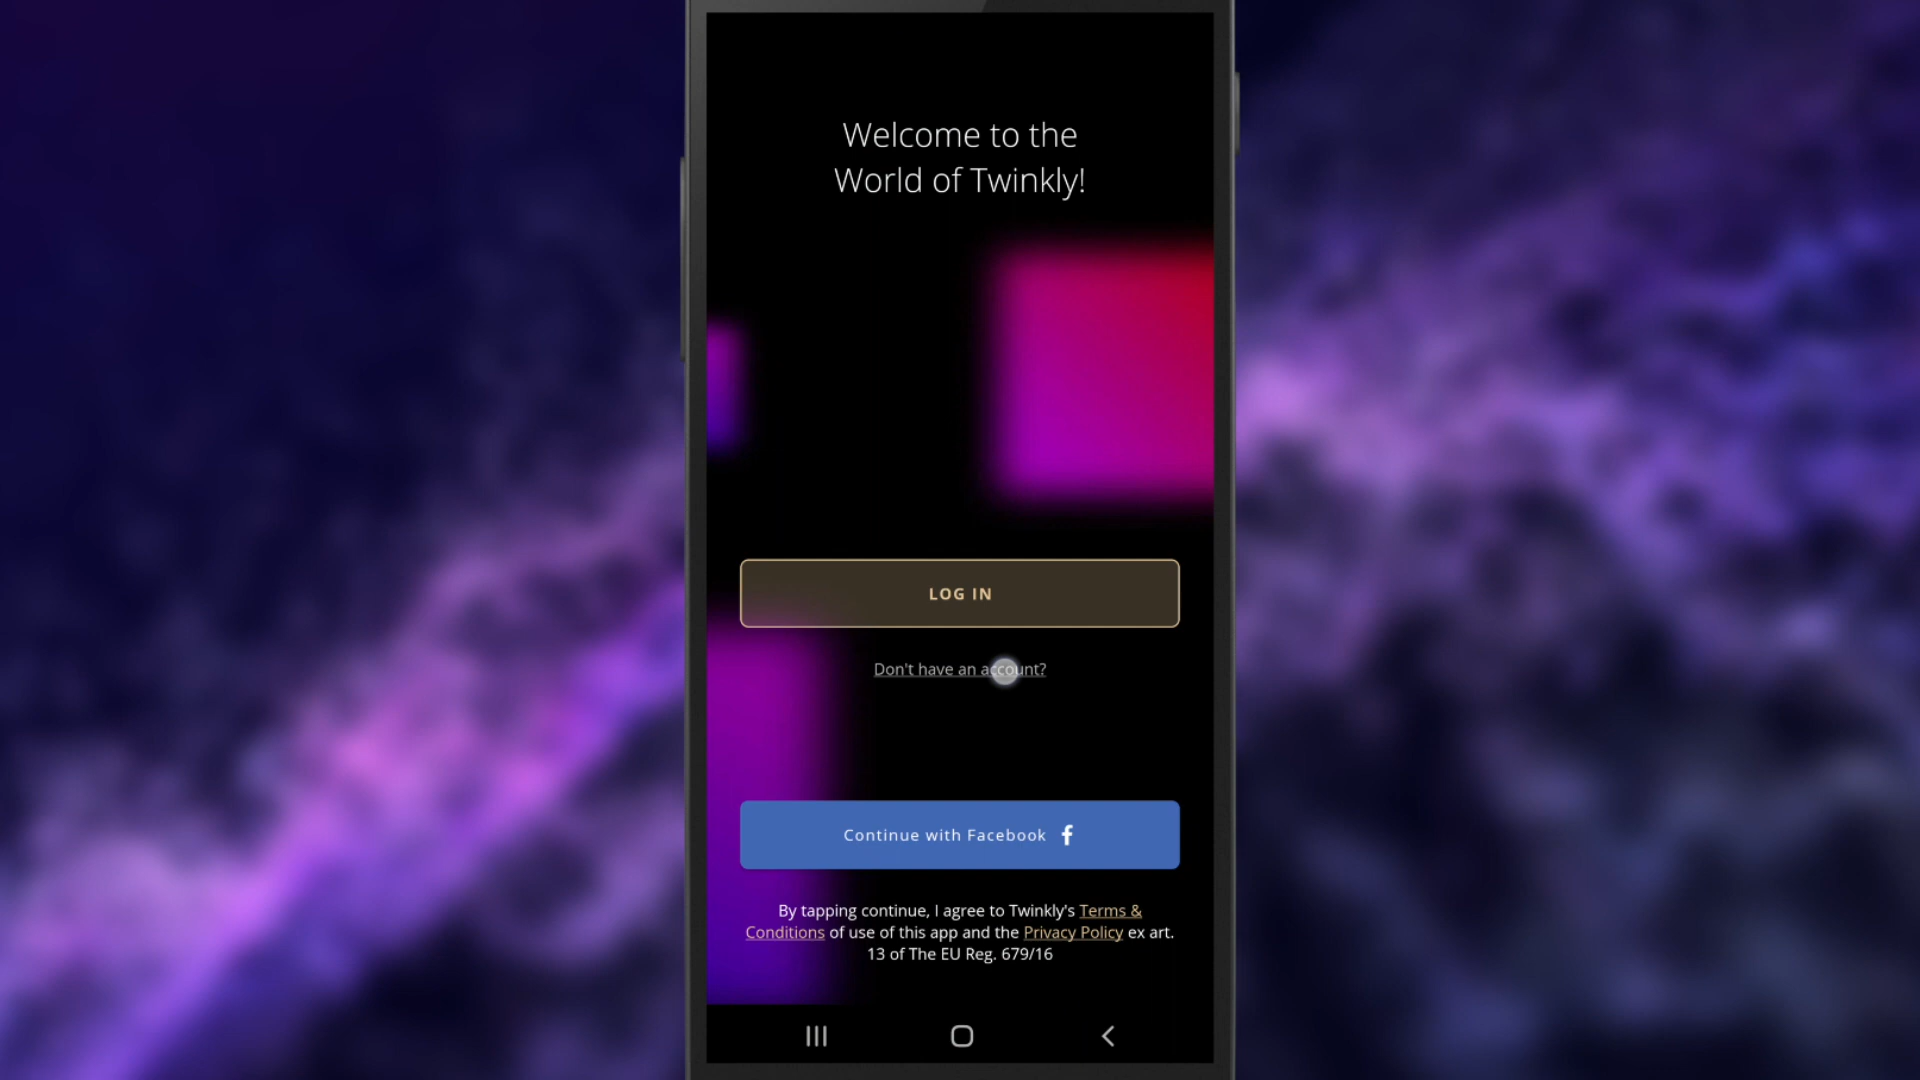 Welcome to the
World of Twinkly!
LOG IN
Don't have an account?
Continue with Facebook
By tapping continue, I agree to Twinkly's Terms &
Conditions of use of this app and the Privacy Policy ex art.
13 of The EU Reg. 679/16